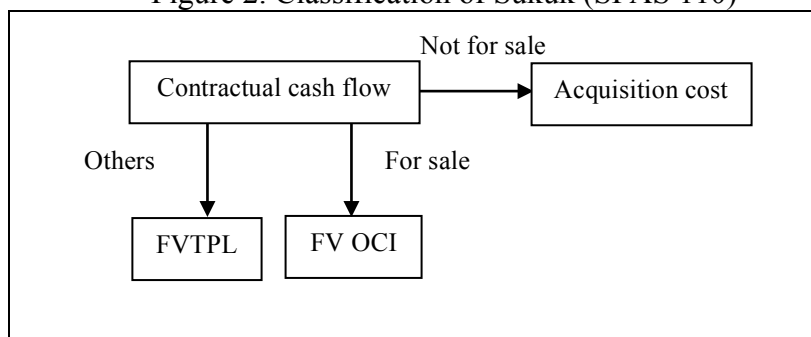 Figure 2: Classification of Sukuk (SFAS 110)
Not for sale
Contractual cash flow
Acquisition cost
Others
For sale
FVTPL
FV OCI